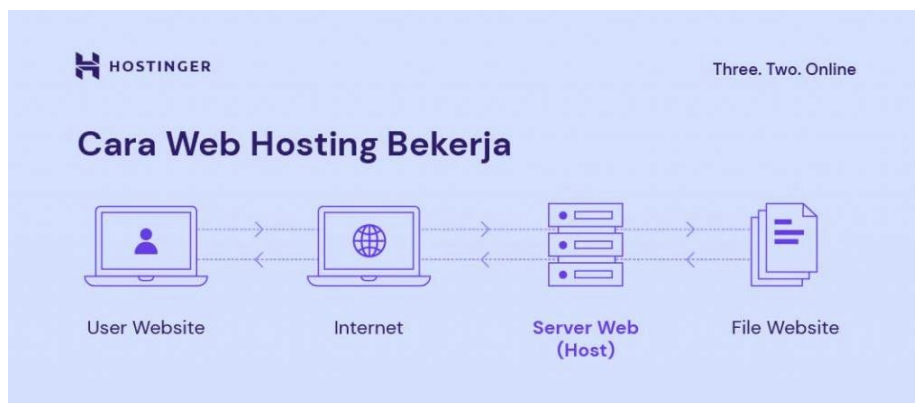 HOSTINGER
Three. Two. Online
Cara Web Hosting Bekerja
User Website
Internet
Server Web
(Host)
File Website